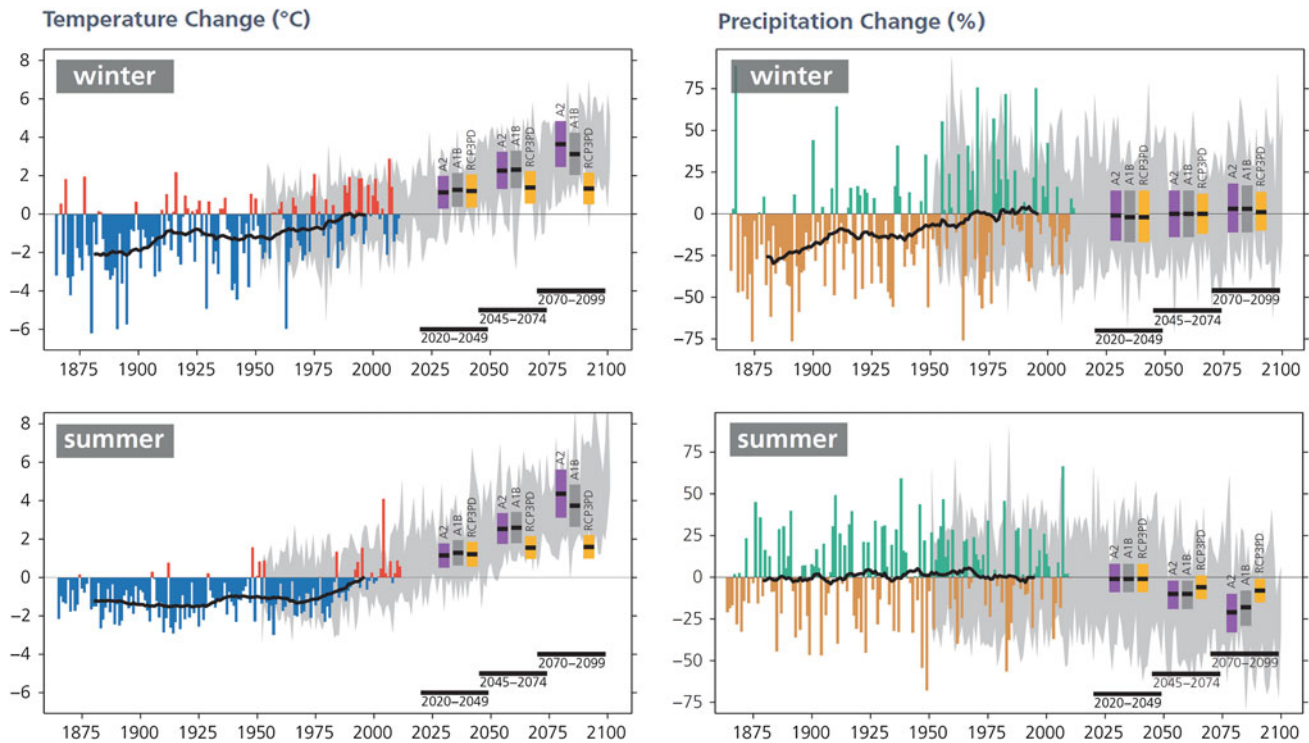 Temperature Change (°C)
Precipitation Change (%)
winter
8
6
4
2
0
−2
−4
−6
A2
A1B
RCP3PD
A2
A1B
RCP3PD
A2
A1B
RCP3PD
2070−2099
2045−2074
2020−2049
1875 1900 1925 1950 1975 2000 2025 2050 2075 2100
winter
75
50
25
0
−25
−50
−75
A2
A1B
RCP3PD
A2
A1B
RCP3PD
A2
A1B
RCP3PD
2070−2099
2045−2074
2020−2049
1875 1900 1925 1950 1975 2000 2025 2050 2075 2100
summer
8
6
4
2
0
−2
−4
−6
A2
A1B
RCP3PD
A2
A1B
RCP3PD
A2
A1B
RCP3PD
2070−2099
2045−2074
2020−2049
1875 1900 1925 1950 1975 2000 2025 2050 2075 2100
summer
75
50
25
0
−25
−50
−75
A2
A1B
RCP3PD
A2
A1B
RCP3PD
A2
A1B
RCP3PD
2070−2099
2045−2074
2020−2049
1875 1900 1925 1950 1975 2000 2025 2050 2075 2100